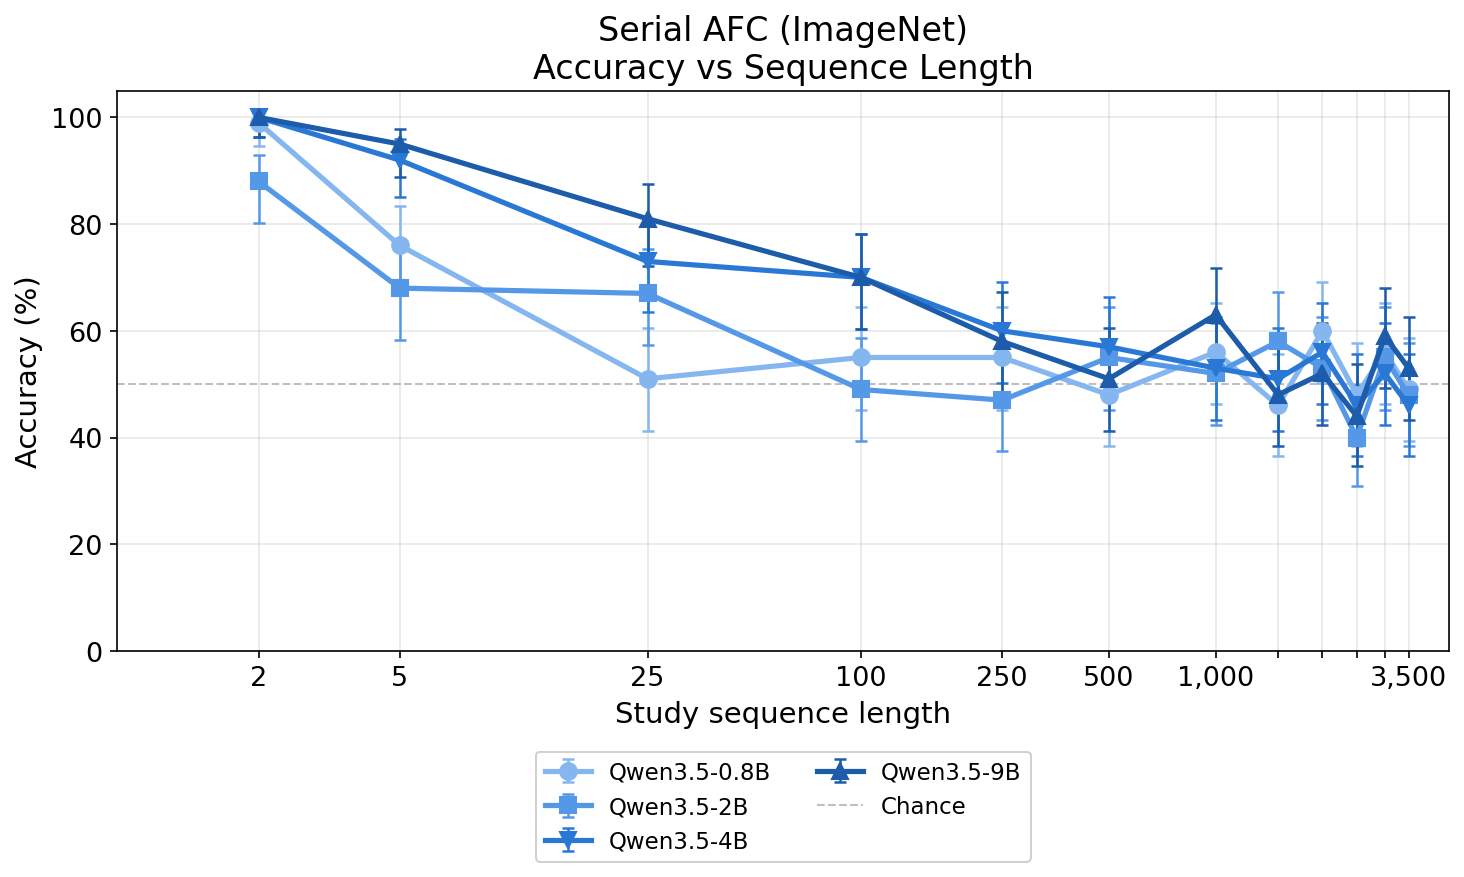 Serial AFC (ImageNet)
Accuracy vs Sequence Length
Accuracy (%)
100
80
60
40
20
0
2 5 25 100 250 500 1,000 3,500
Study sequence length
Qwen3.5-0.8B
Qwen3.5-2B
Qwen3.5-4B
Qwen3.5-9B
Chance